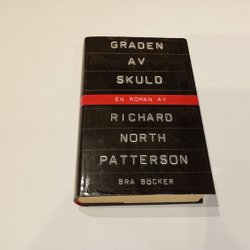 GRADEN
AV
SKULD
EN ROMAN AV
RICHARD
NORTH
PATTERSON
BRA BÖCKER